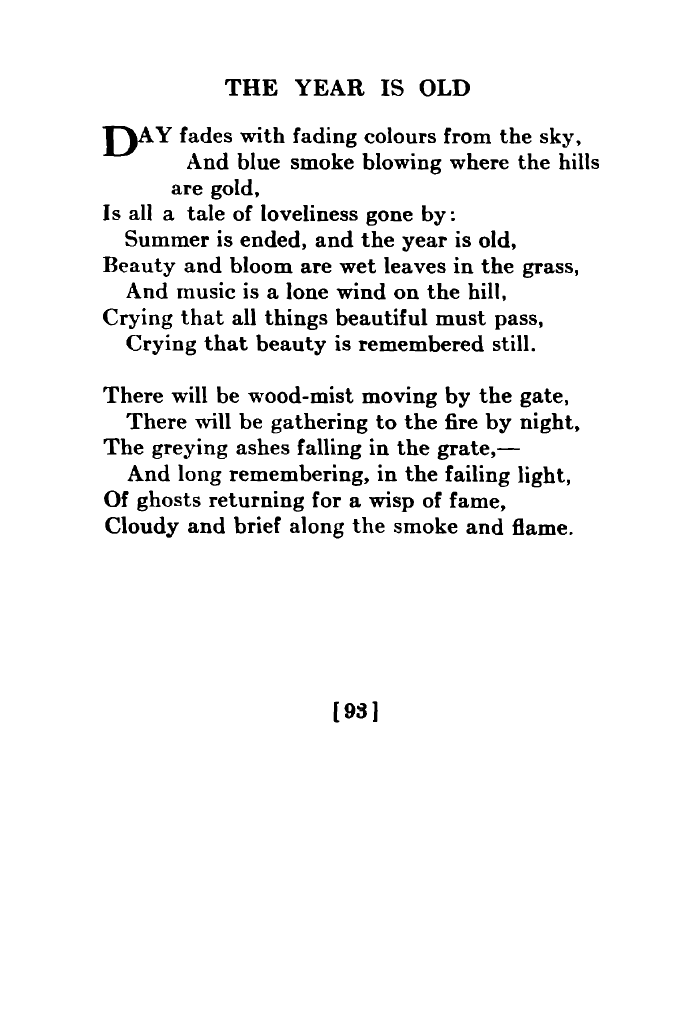 THE YEAR IS OLD
DAY fades with fading colours from the sky,
And blue smoke blowing where the hills
are gold,
Is all a tale of loveliness gone by:
Summer is ended, and the year is old,
Beauty and bloom are wet leaves in the grass,
And music is a lone wind on the hill,
Crying that all things beautiful must pass,
Crying that beauty is remembered still.
There will be wood-mist moving by the gate,
There will be gathering to the fire by night,
The greying ashes falling in the grate,—
And long remembering, in the failing light,
Of ghosts returning for a wisp of fame,
Cloudy and brief along the smoke and flame.
[93]